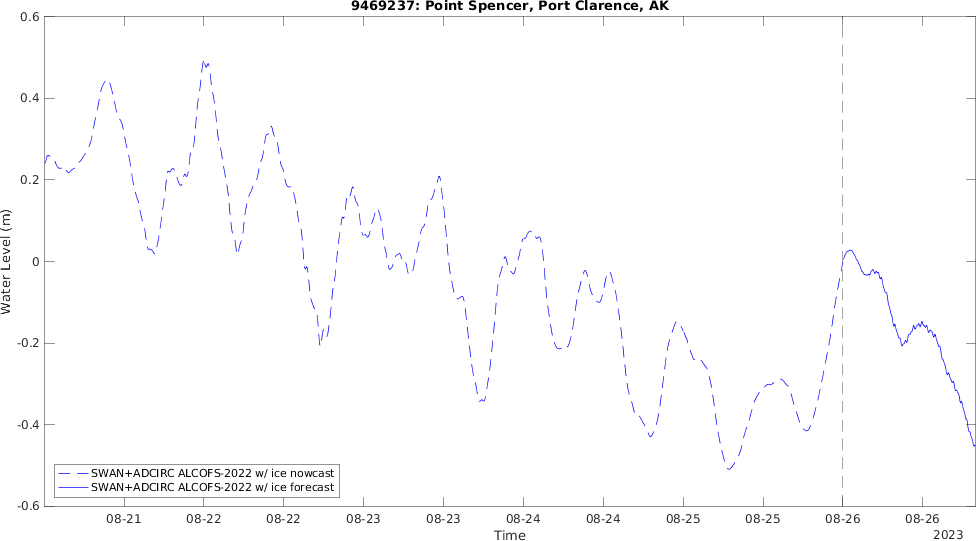 9469237: Point Spencer, Port Clarence, AK
0.6
0.4
0.2
0
-0.2
-0.4
-0.6
Water Level (m)
SWAN+ADCIRC ALCOFS-2022 w/ ice nowcast
SWAN+ADCIRC ALCOFS-2022 w/ ice forecast
08-21 08-22 08-22 08-23 08-23 08-24 08-24 08-25 08-25 08-26 08-26
Time
2023